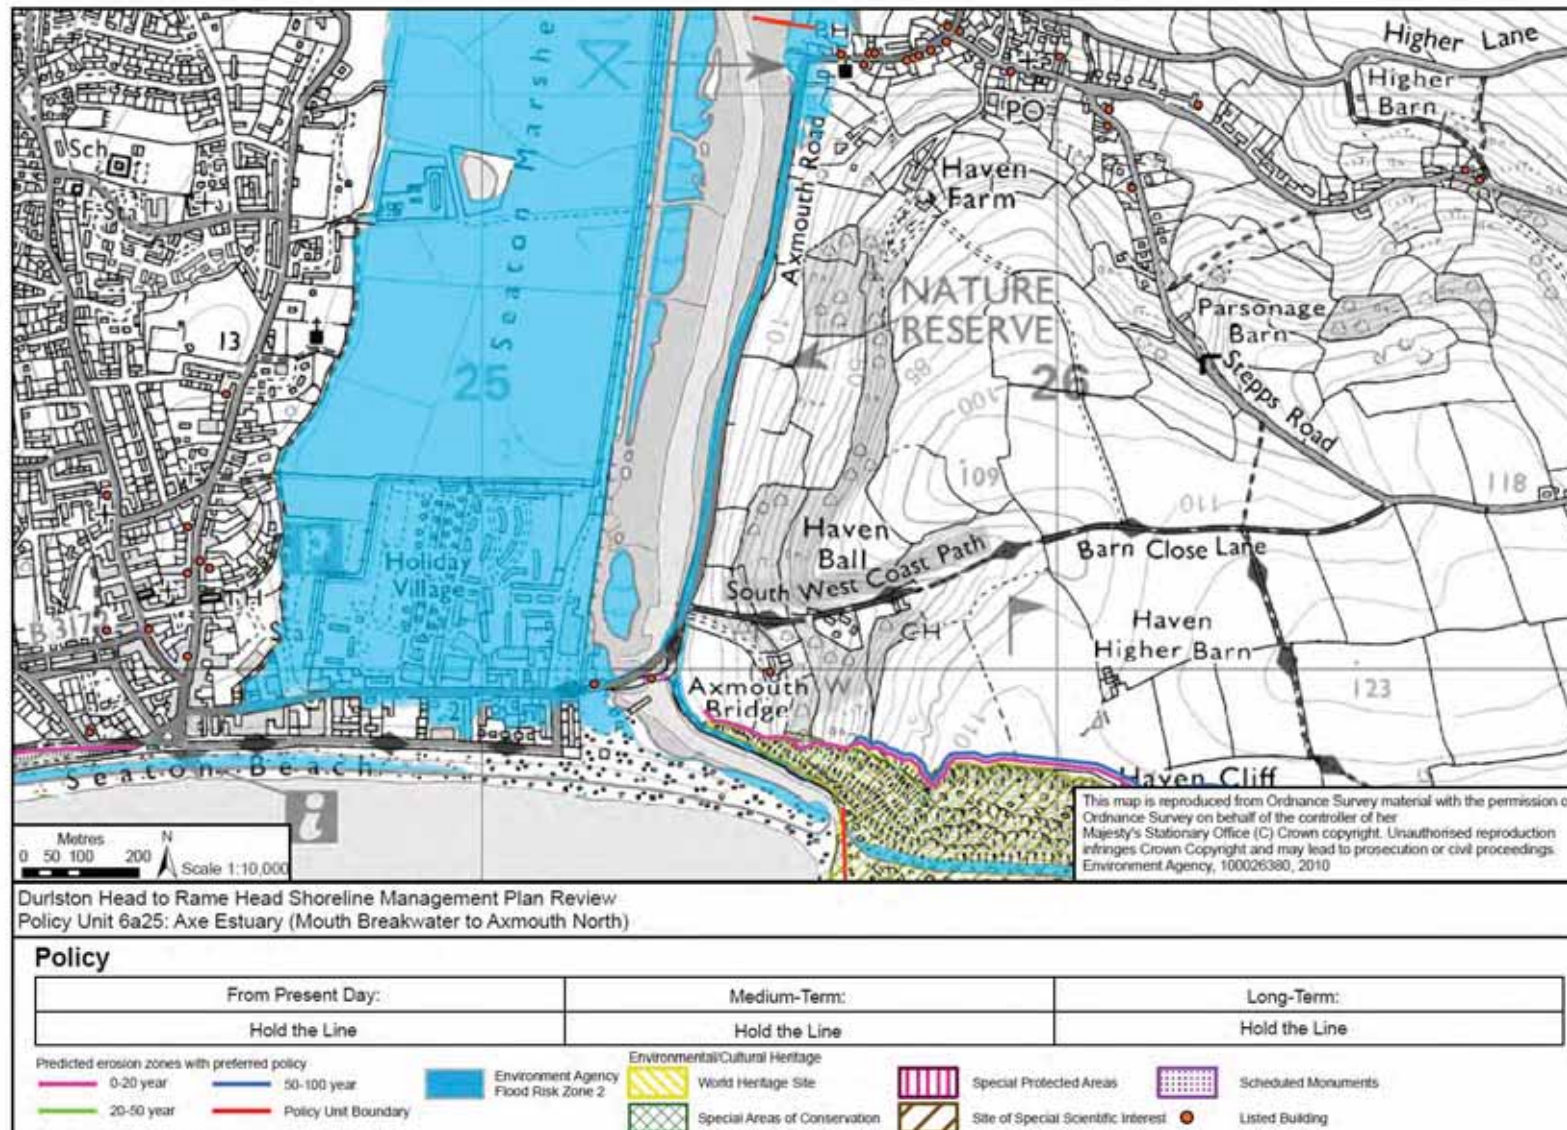 Higher Lane
Higher
Barn
Sch
PO
Seaton Marshe
Axmouth Road
Haven
Farm
NATURE
RESERVE
Parsonage
Barn
13
25
26
Stepps Road
85
100
109
110
118
Haven
Ball
South West Coast Path
Barn Close Lane
Holiday
Village
CH
Haven
Higher Barn
B 317
Axmouth
Bridge
W
123
110
Seaton Beach
Haven Cliff
i
Metres
N
0 50 100 200
Scale 1:10,000
This map is reproduced from Ordnance Survey material with the permission o
Ordnance Survey on behalf of the controller of her
Majesty's Stationary Office (C) Crown copyright. Unauthorised reproduction
infringes Crown Copyright and may lead to prosecution or civil proceedings.
Environment Agency, 100026380, 2010
Durlston Head to Rame Head Shoreline Management Plan Review
Policy Unit 6a25: Axe Estuary (Mouth Breakwater to Axmouth North)
Policy
From Present Day: Medium-Term: Long-Term:
Hold the Line Hold the Line Hold the Line
Predicted erosion zones with preferred policy
0-20 year
50-100 year
20-50 year
Policy Unit Boundary
Environment Agency
Flood Risk Zone 2
Environmental/Cultural Heritage
World Heritage Site
Special Protected Areas
Scheduled Monuments
Special Areas of Conservation
Site of Special Scientific Interest
Listed Building